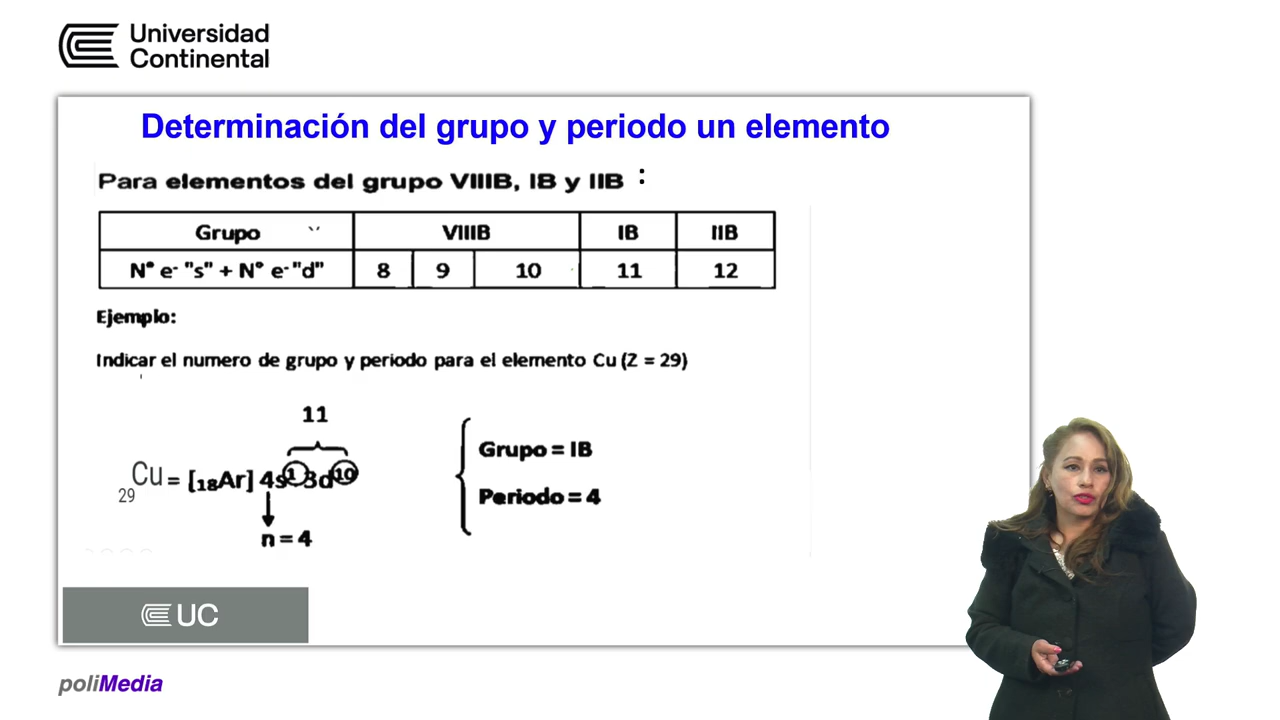 Universidad
Continental
Determinación del grupo y periodo un elemento
Para elementos del grupo VIIIB, IB y IIB :
Grupo VIIIB IB IIB
N° e- "s" + N° e- "d" 8 9 10 11 12
Ejemplo:
Indicar el numero de grupo y periodo para el elemento Cu (Z = 29)
11
₂₉Cu = [₁₈Ar] 4s¹ 3d¹⁰
n = 4
Grupo = IB
Periodo = 4
UC
poliMedia